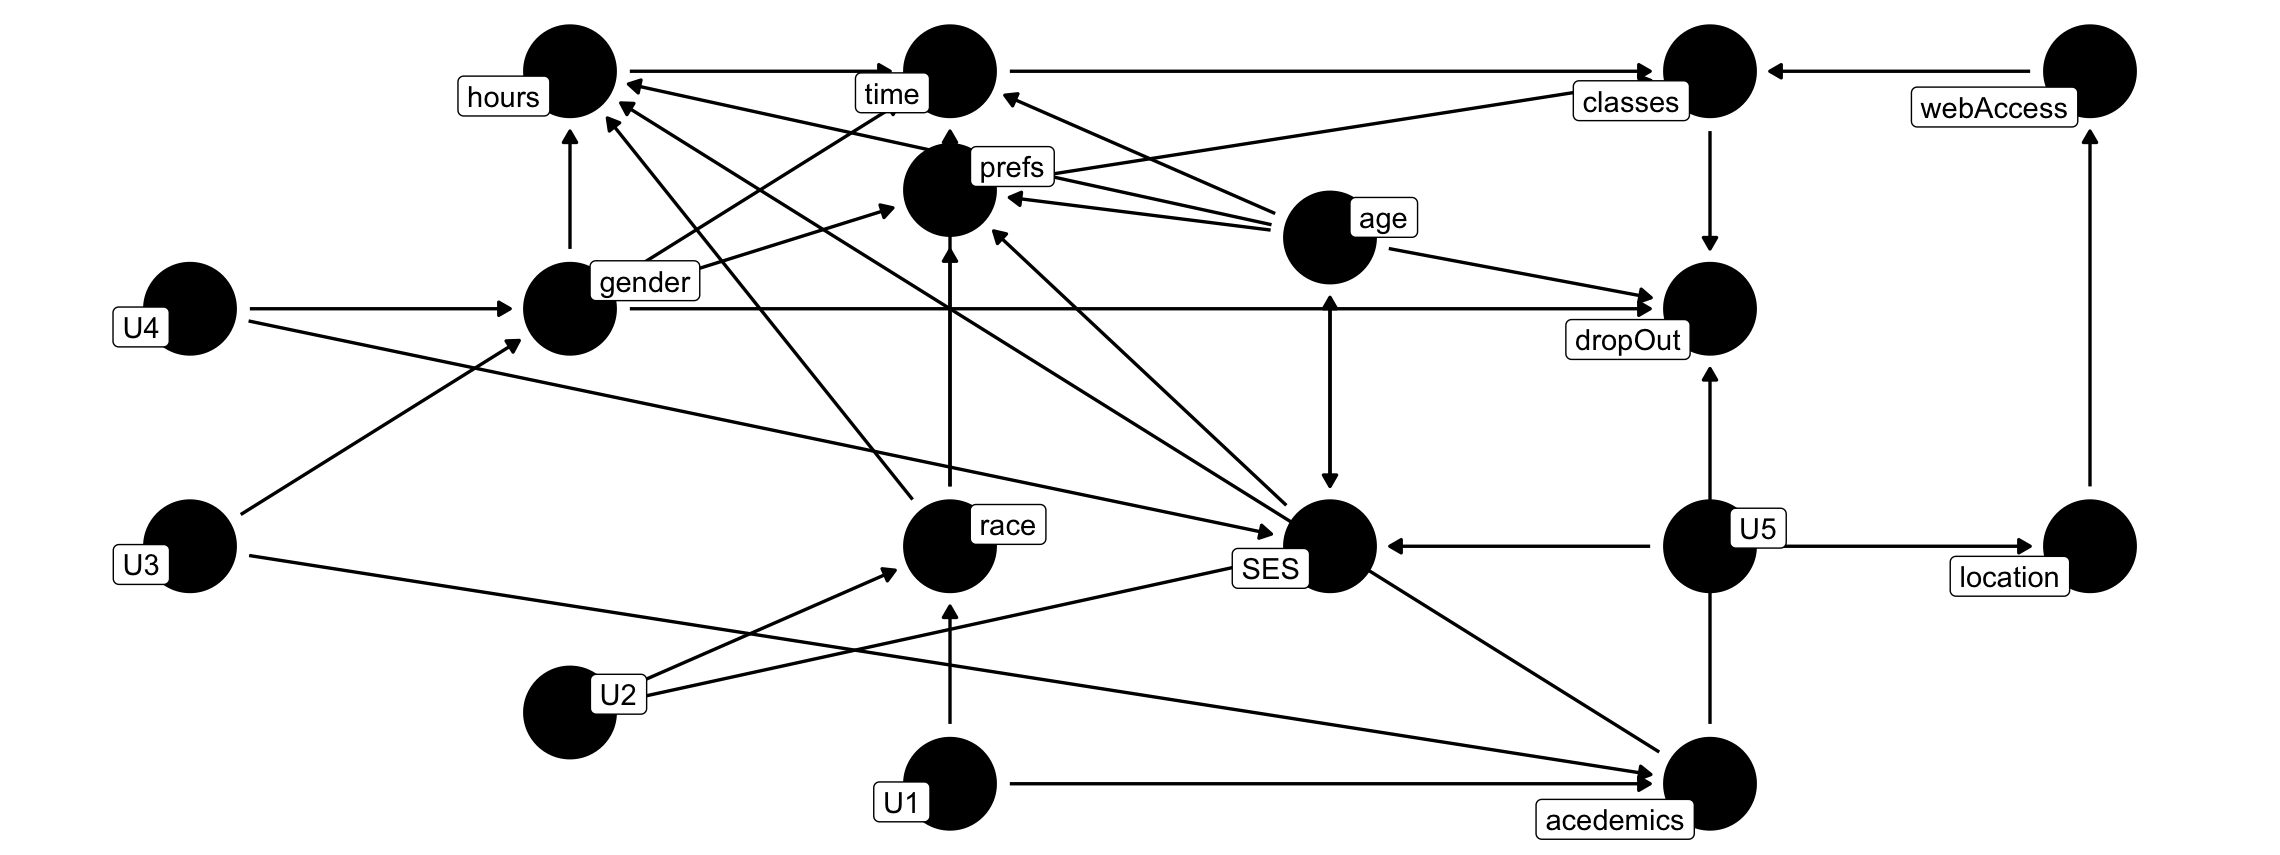 hours
time
classes
webAccess
prefs
age
gender
U4
dropOut
race
U5
U3
SES
location
U2
U1
acedemics